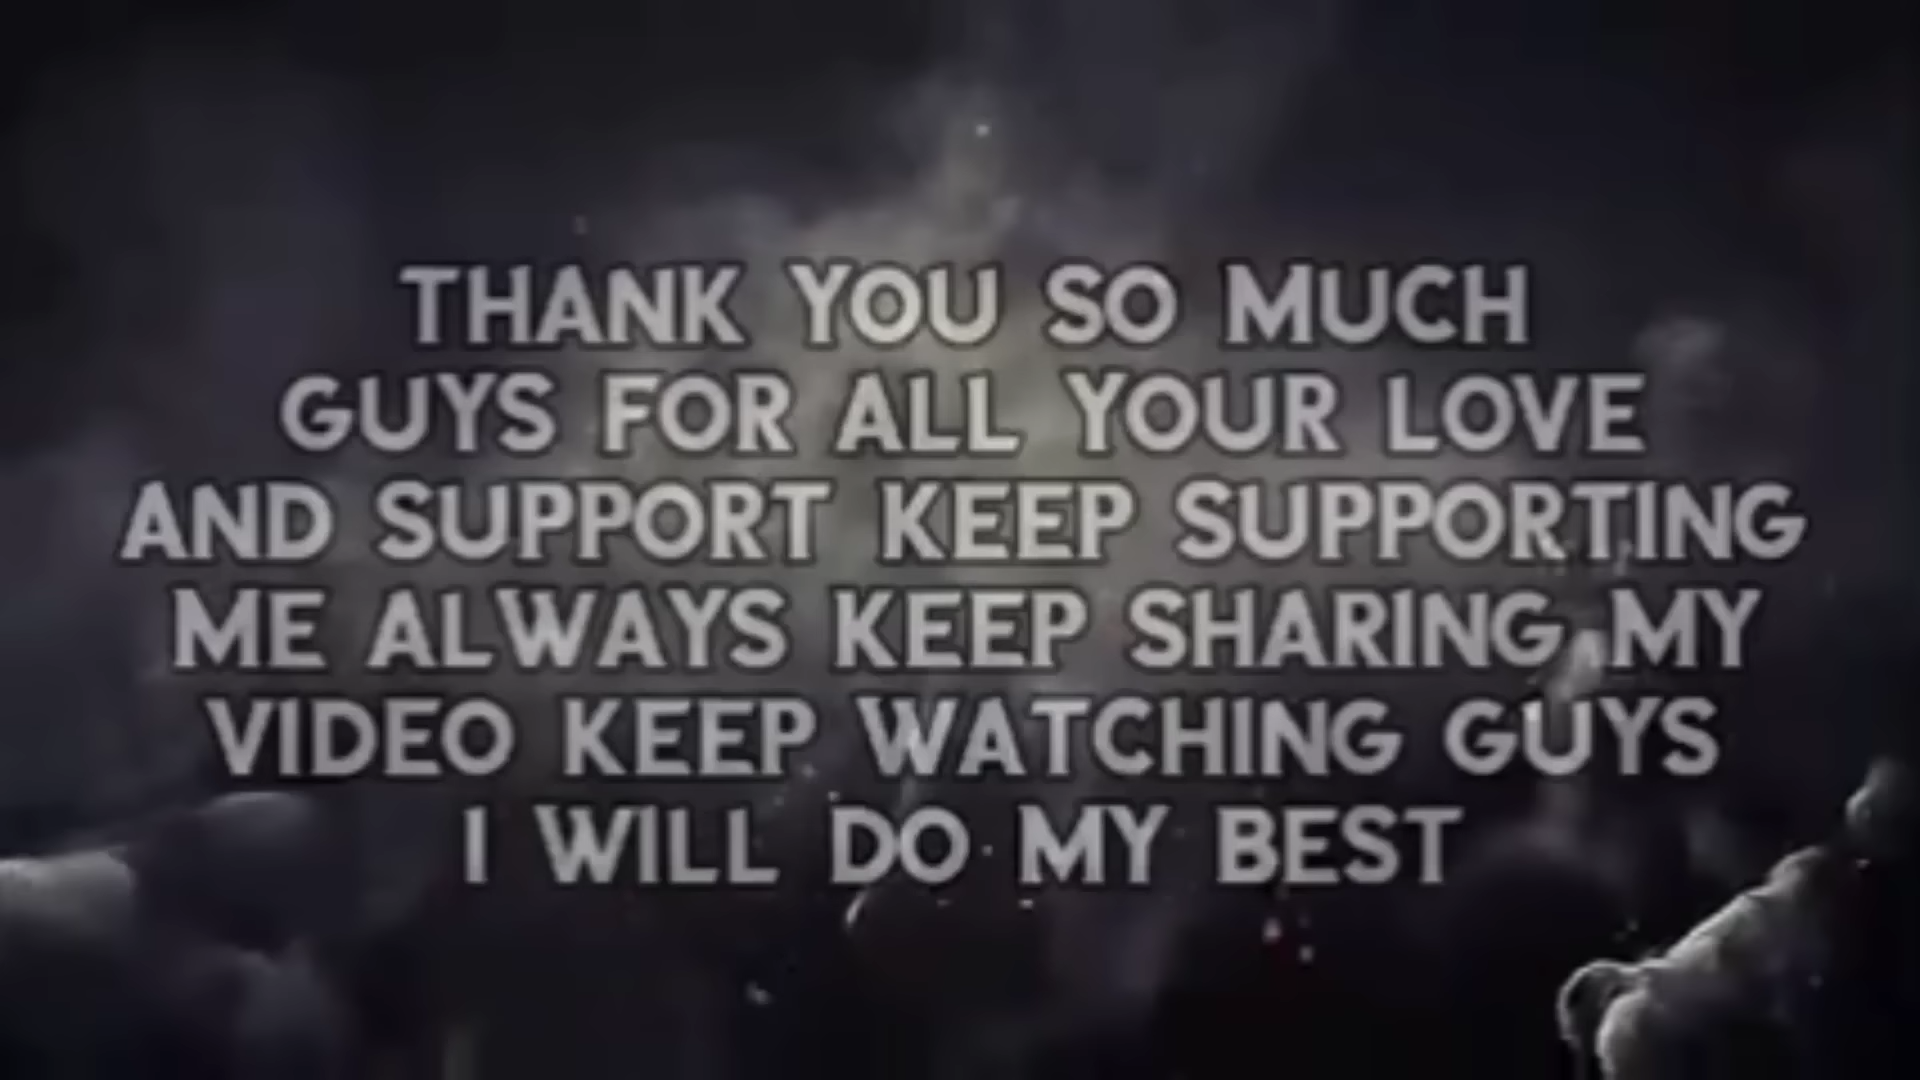 THANK YOU SO MUCH
GUYS FOR ALL YOUR LOVE
AND SUPPORT KEEP SUPPORTING
ME ALWAYS KEEP SHARING MY
VIDEO KEEP WATCHING GUYS
I WILL DO MY BEST